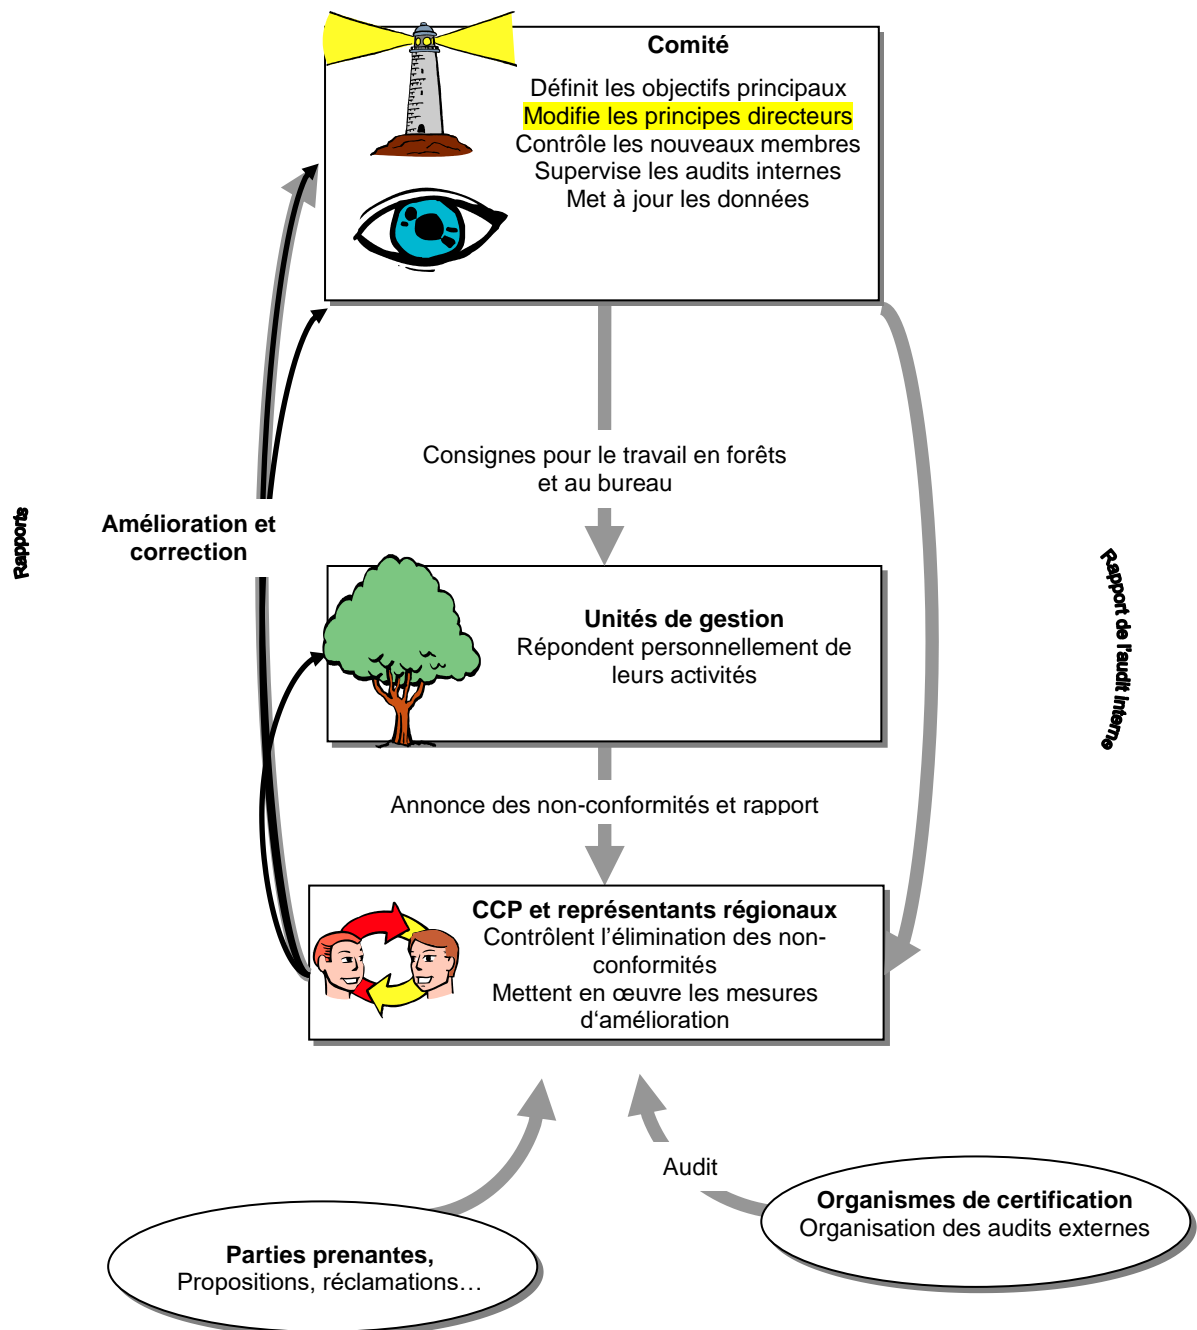 Comité
Définit les objectifs principaux
Modifie les principes directeurs
Contrôle les nouveaux membres
Supervise les audits internes
Met à jour les données
Consignes pour le travail en forêts
et au bureau
Rapports
Amélioration et
correction
Rapport de l'audit interne
Unités de gestion
Répondent personnellement de
leurs activités
Annonce des non-conformités et rapport
CCP et représentants régionaux
Contrôlent l’élimination des non-
conformités
Mettent en œuvre les mesures
d‘amélioration
Audit
Organismes de certification
Organisation des audits externes
Parties prenantes,
Propositions, réclamations…